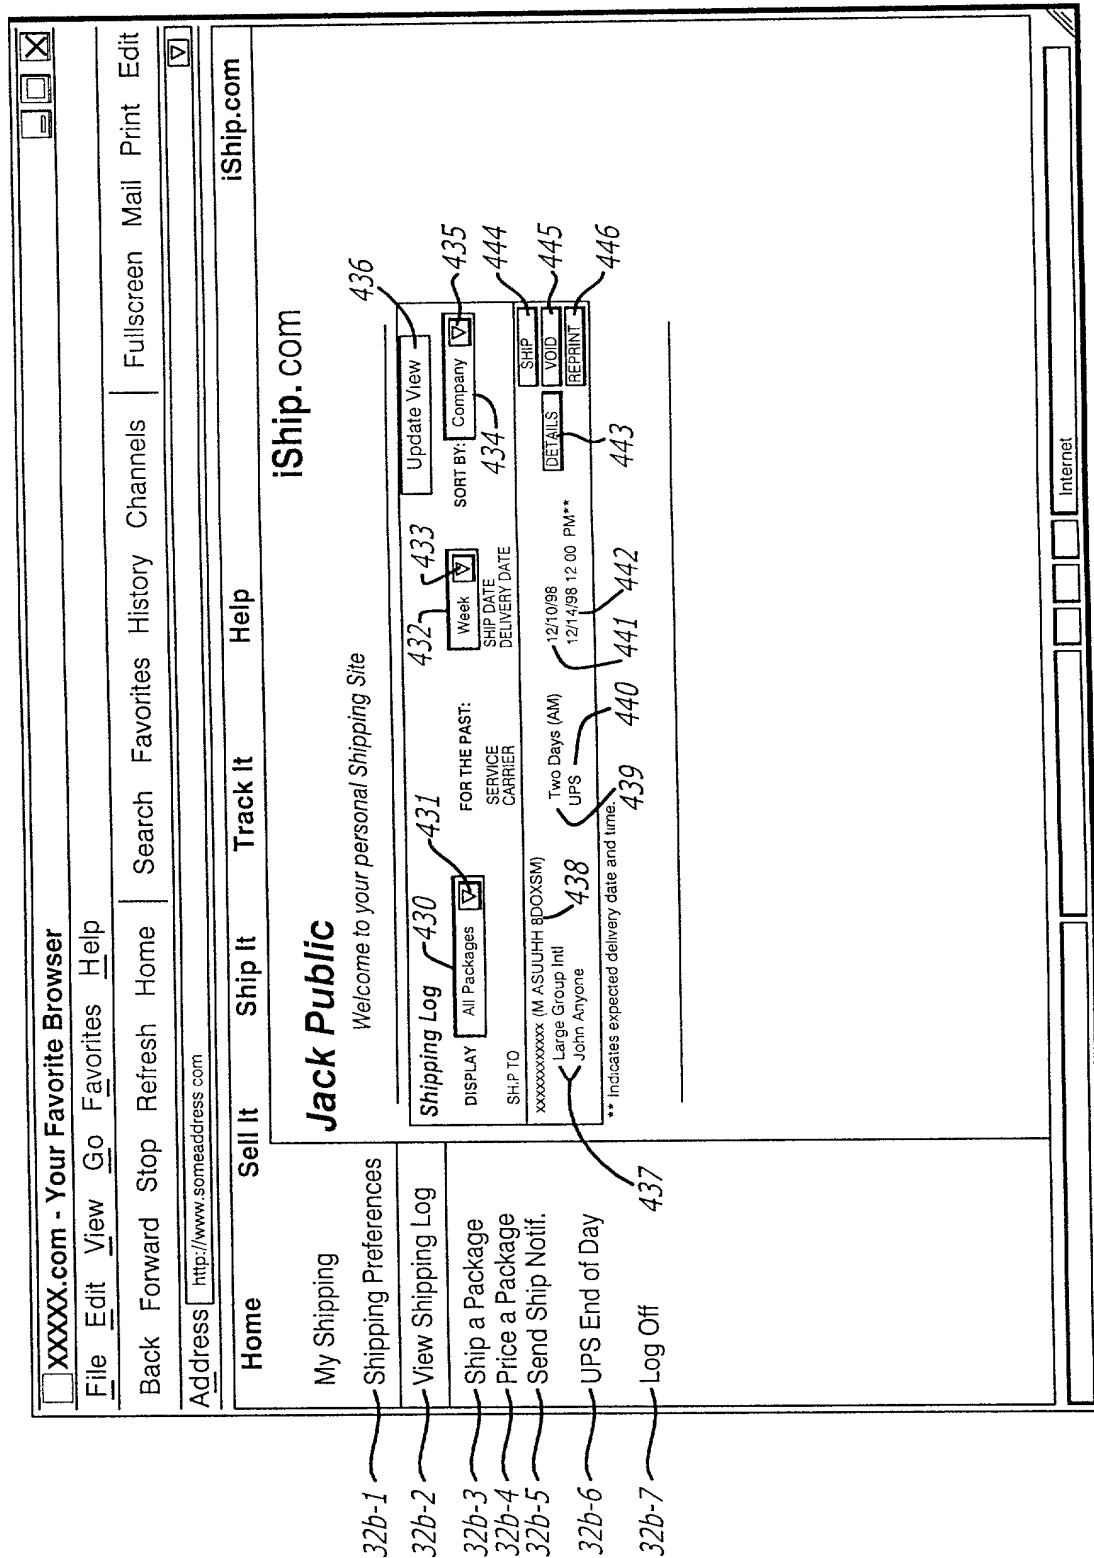 XXXXX.com - Your Favorite Browser
File Edit View Go Favorites Help
Back Forward Stop Refresh Home Search Favorites History Channels Fullscreen Mail Print Edit
Address http://www.someaddress com
Home Sell It Ship It Track It Help iShip.com
My Shipping
32b-1 Shipping Preferences
32b-2 View Shipping Log
32b-3 Ship a Package
32b-4 Price a Package
32b-5 Send Ship Notif.
32b-6 UPS End of Day
32b-7 Log Off
Jack Public iShip.com
Welcome to your personal Shipping Site
436
Shipping Log 430 431 432 433 Update View
DISPLAY All Packages FOR THE PAST: Week SORT BY: Company 435
434
SHIP TO SERVICE SHIP DATE
CARRIER DELIVERY DATE
xxxxxxxxxxxx (M ASUUHH 8DOXSM) SHIP 444
Large Group Intl Two Days (AM) 12/10/98 DETAILS VOID 445
John Anyone UPS 12/14/98 12 00 PM** REPRINT 446
** Indicates expected delivery date and time.
437 438 439 440 441 442 443
Internet